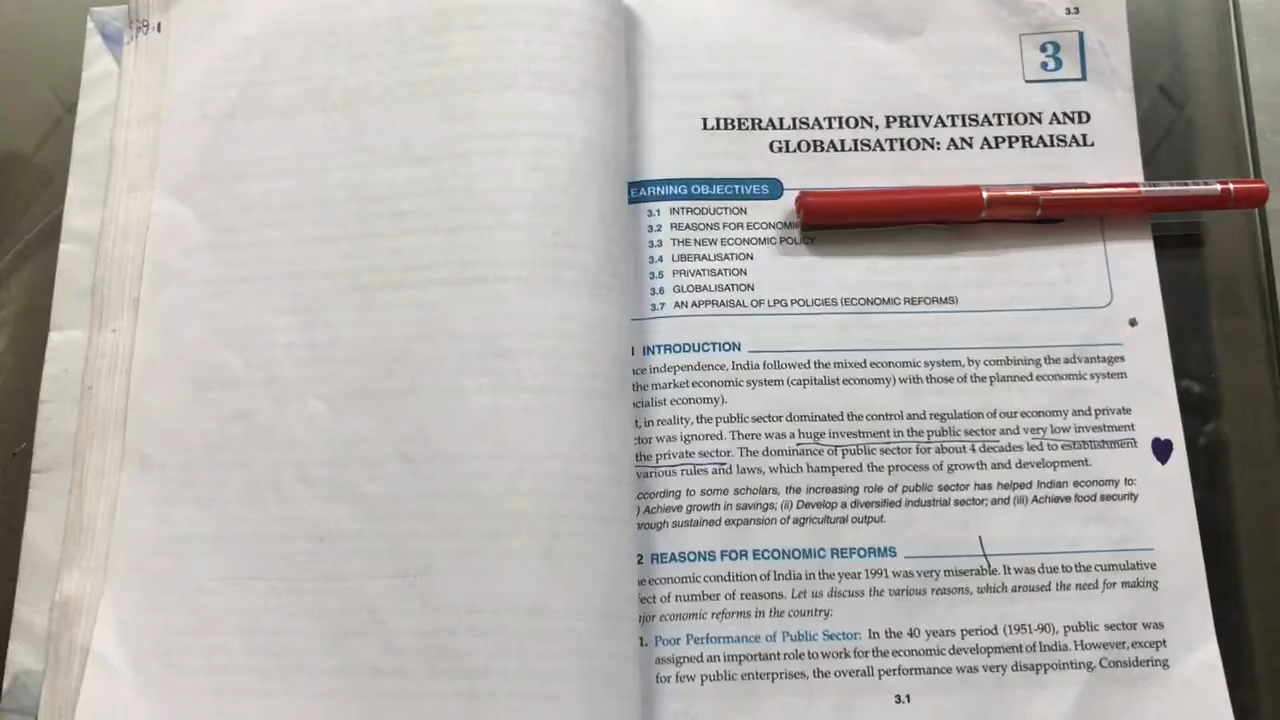 3.3
3
LIBERALISATION, PRIVATISATION AND
GLOBALISATION: AN APPRAISAL
EARNING OBJECTIVES
3.1 INTRODUCTION
3.2 REASONS FOR ECONOMI
3.3 THE NEW ECONOMIC POLICY
3.4 LIBERALISATION
3.5 PRIVATISATION
3.6 GLOBALISATION
3.7 AN APPRAISAL OF LPG POLICIES (ECONOMIC REFORMS)
INTRODUCTION
independence, India followed the mixed economic system, by combining the advantages
the market economic system (capitalist economy) with those of the planned economic system
economy).
t, in reality, the public sector dominated the control and regulation of our economy and private
was ignored. There was a huge investment in the public sector and very low investment
the private sector. The dominance of public sector for about 4 decades led to establishment
various rules and laws, which hampered the process of growth and development.
ccording to some scholars, the increasing role of public sector has helped Indian economy to:
) Achieve growth in savings; (ii) Develop a diversified industrial sector; and (iii) Achieve food security
rough sustained expansion of agricultural output.
2 REASONS FOR ECONOMIC REFORMS
e economic condition of India in the year 1991 was very miserable. It was due to the cumulative
ect of number of reasons. Let us discuss the various reasons, which aroused the need for making
jor economic reforms in the country:
1. Poor Performance of Public Sector: In the 40 years period (1951-90), public sector was
assigned an important role to work for the economic development of India. However, except
for few public enterprises, the overall performance was very disappointing. Considering
3.1